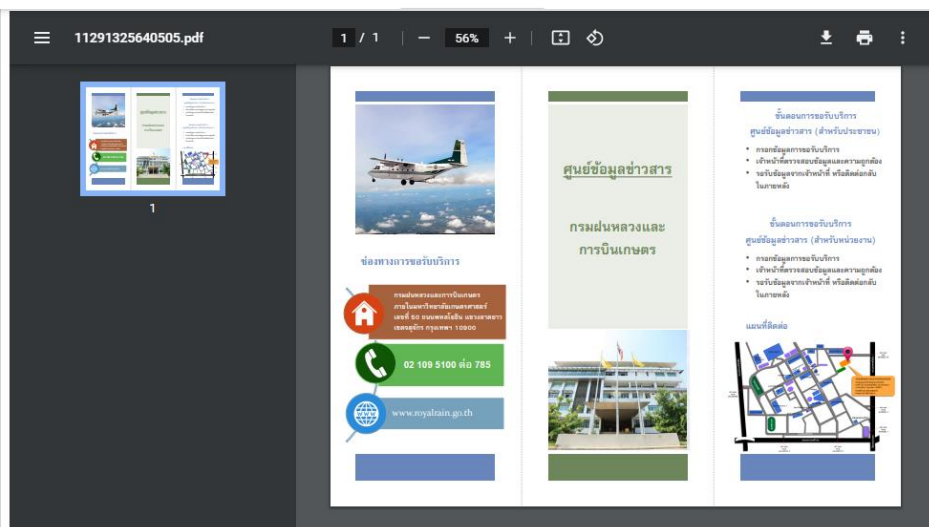 11291325640505.pdf
1 / 1
56%
1
ช่องทางการขอรับบริการ
กรมฝนหลวงและการบินเกษตร
ภายในมหาวิทยาลัยเกษตรศาสตร์
เลขที่ 50 ถนนพหลโยธิน แขวงลาดยาว
เขตจตุจักร กรุงเทพฯ 10900
02 109 5100 ต่อ 785
www.royalrain.go.th
ศูนย์ข้อมูลข่าวสาร
กรมฝนหลวงและ
การบินเกษตร
ขั้นตอนการขอรับบริการ
ศูนย์ข้อมูลข่าวสาร (สำหรับประชาชน)
• กรอกข้อมูลการขอรับบริการ
• เจ้าหน้าที่ตรวจสอบข้อมูลและความถูกต้อง
• รอรับข้อมูลจากเจ้าหน้าที่ หรือติดต่อกลับ
ในภายหลัง
ขั้นตอนการขอรับบริการ
ศูนย์ข้อมูลข่าวสาร (สำหรับหน่วยงาน)
• กรอกข้อมูลการขอรับบริการ
• เจ้าหน้าที่ตรวจสอบข้อมูลและความถูกต้อง
• รอรับข้อมูลจากเจ้าหน้าที่ หรือติดต่อกลับ
ในภายหลัง
แผนที่ติดต่อ